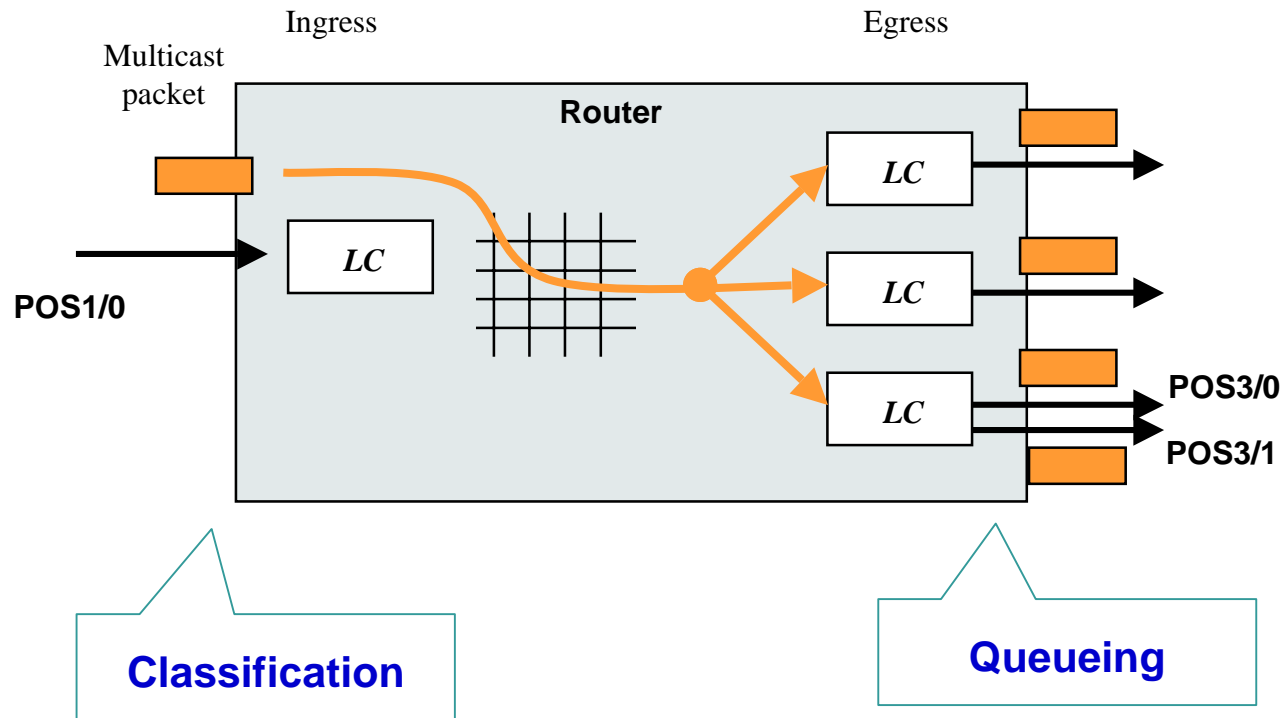 Ingress
Egress
Multicast
packet
Router
LC
LC
POS1/0
LC
LC
POS3/0
POS3/1
Classification
Queueing